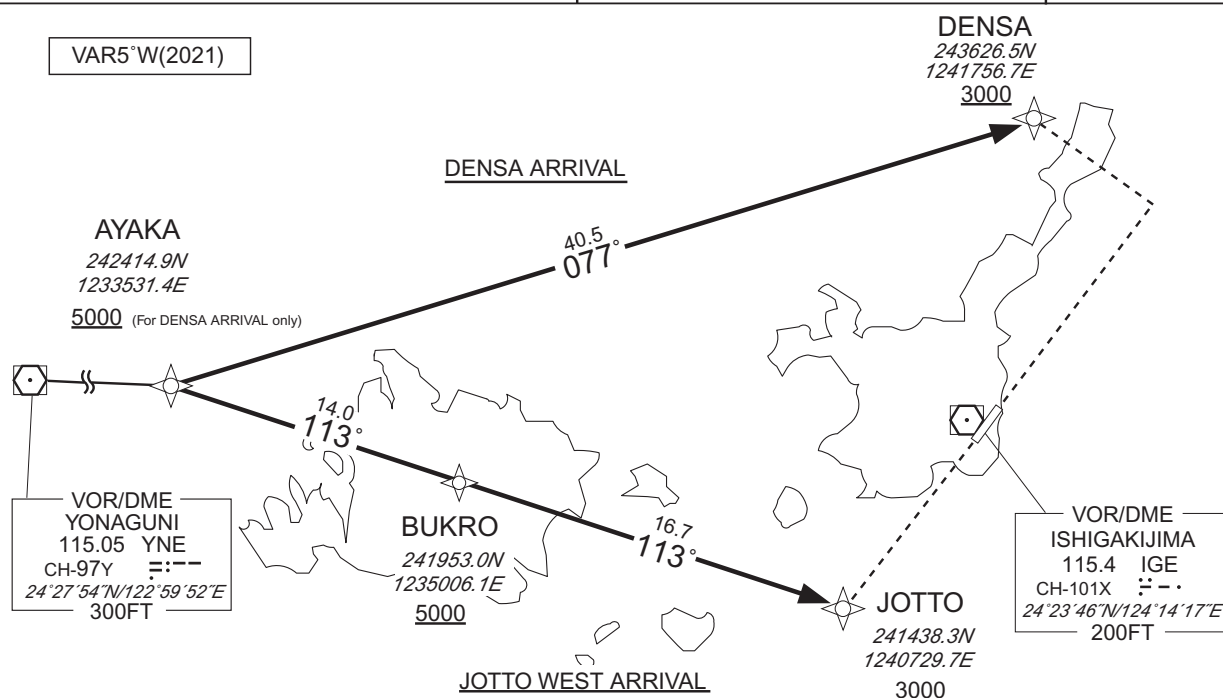 VAR5°W(2021)
DENSA
243626.5N
1241756.7E
3000
DENSA ARRIVAL
AYAKA
242414.9N
1233531.4E
5000 (For DENSA ARRIVAL only)
40.5
077°
14.0
113°
BUKRO
241953.0N
1235006.1E
5000
16.7
113°
JOTTO
241438.3N
1240729.7E
3000
JOTTO WEST ARRIVAL
VOR/DME
YONAGUNI
115.05 YNE
CH-97Y
24°27´54˝N/122°59´52˝E
300FT
VOR/DME
ISHIGAKIJIMA
115.4 IGE
CH-101X
24°23´46˝N/124°14´17˝E
200FT